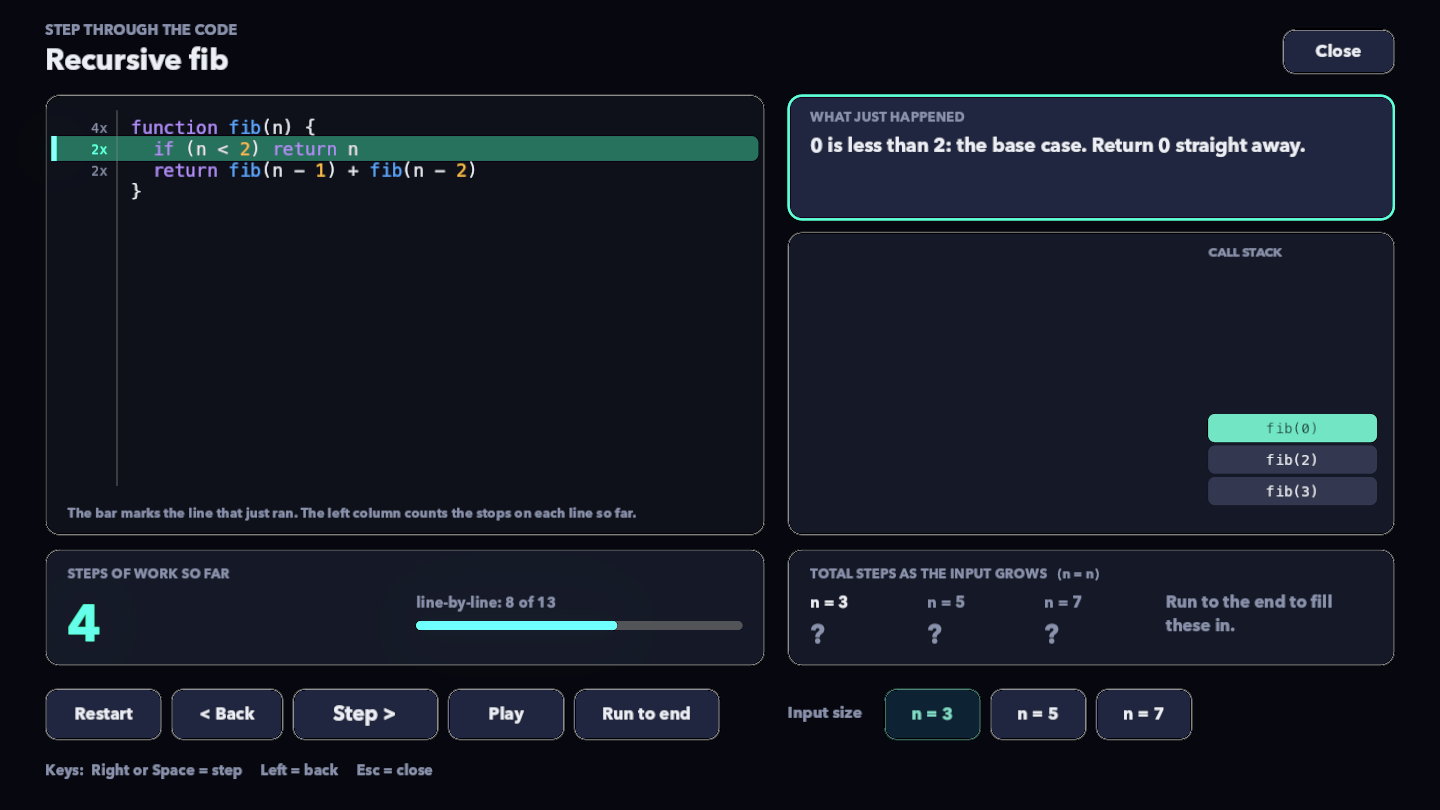 STEP THROUGH THE CODE
Recursive fib
Close
4x function fib(n) {
2x if (n < 2) return n
2x return fib(n - 1) + fib(n - 2)
}
The bar marks the line that just ran. The left column counts the stops on each line so far.
WHAT JUST HAPPENED
0 is less than 2: the base case. Return 0 straight away.
CALL STACK
fib(0)
fib(2)
fib(3)
STEPS OF WORK SO FAR
4
line-by-line: 8 of 13
TOTAL STEPS AS THE INPUT GROWS (n = n)
n = 3 n = 5 n = 7
? ? ?
Run to the end to fill
these in.
Restart < Back Step > Play Run to end
Input size n = 3 n = 5 n = 7
Keys: Right or Space = step Left = back Esc = close